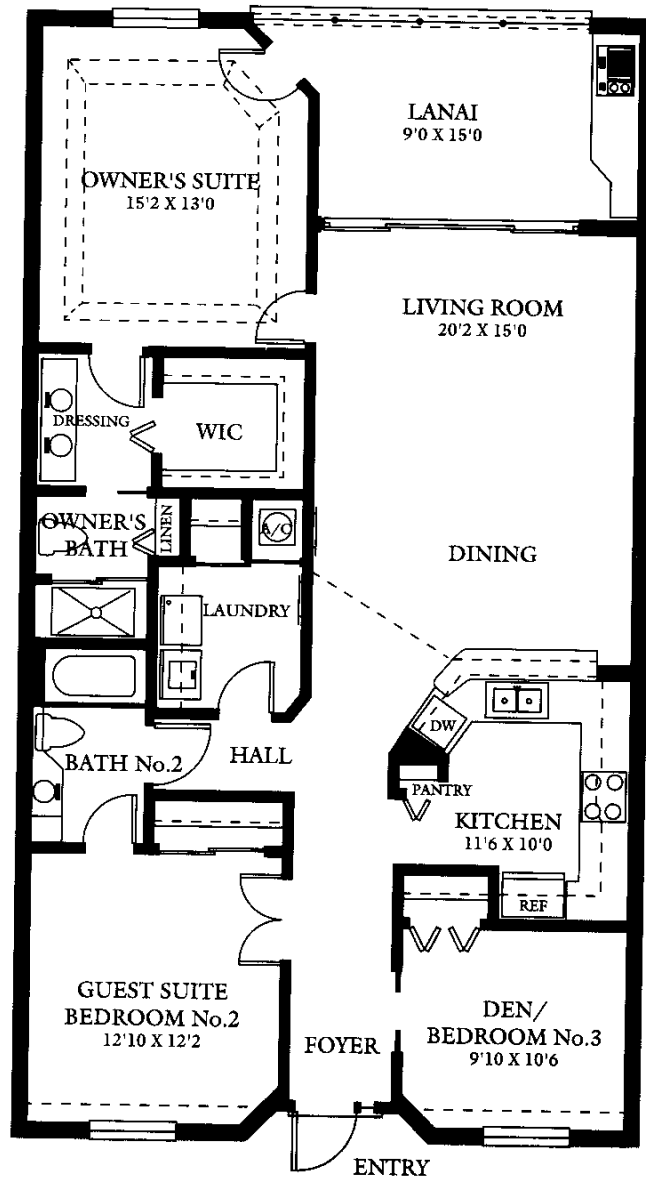 LANAI
9'0 X 15'0
OWNER'S SUITE
15'2 X 13'0
LIVING ROOM
20'2 X 15'0
DRESSING
WIC
OWNER'S
BATH
LINEN
A/C
DINING
LAUNDRY
DW
HALL
BATH No.2
PANTRY
KITCHEN
11'6 X 10'0
REF
GUEST SUITE
BEDROOM No.2
12'10 X 12'2
DEN/
BEDROOM No.3
9'10 X 10'6
FOYER
ENTRY